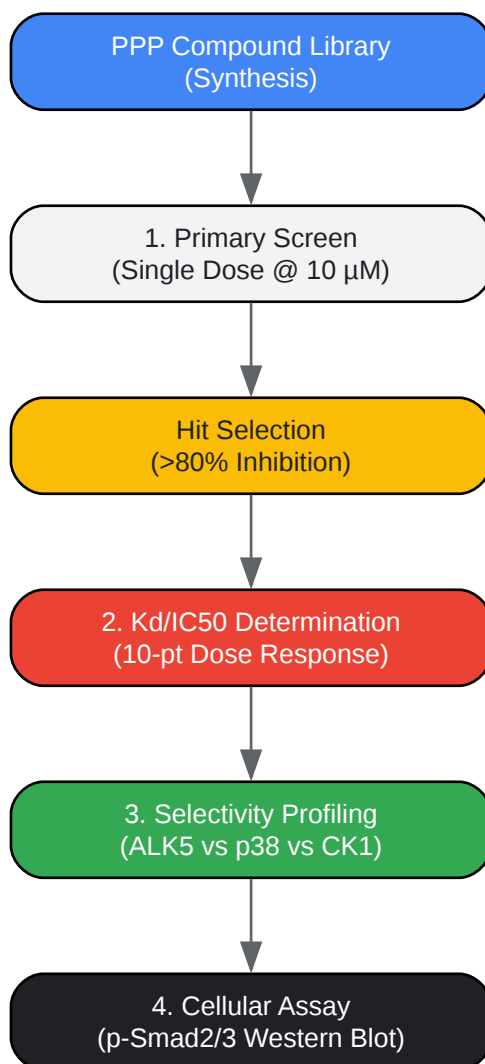 PPP Compound Library
(Synthesis)
1. Primary Screen
(Single Dose @ 10 µM)
Hit Selection
(>80% Inhibition)
2. Kd/IC50 Determination
(10-pt Dose Response)
3. Selectivity Profiling
(ALK5 vs p38 vs CK1)
4. Cellular Assay
(p-Smad2/3 Western Blot)